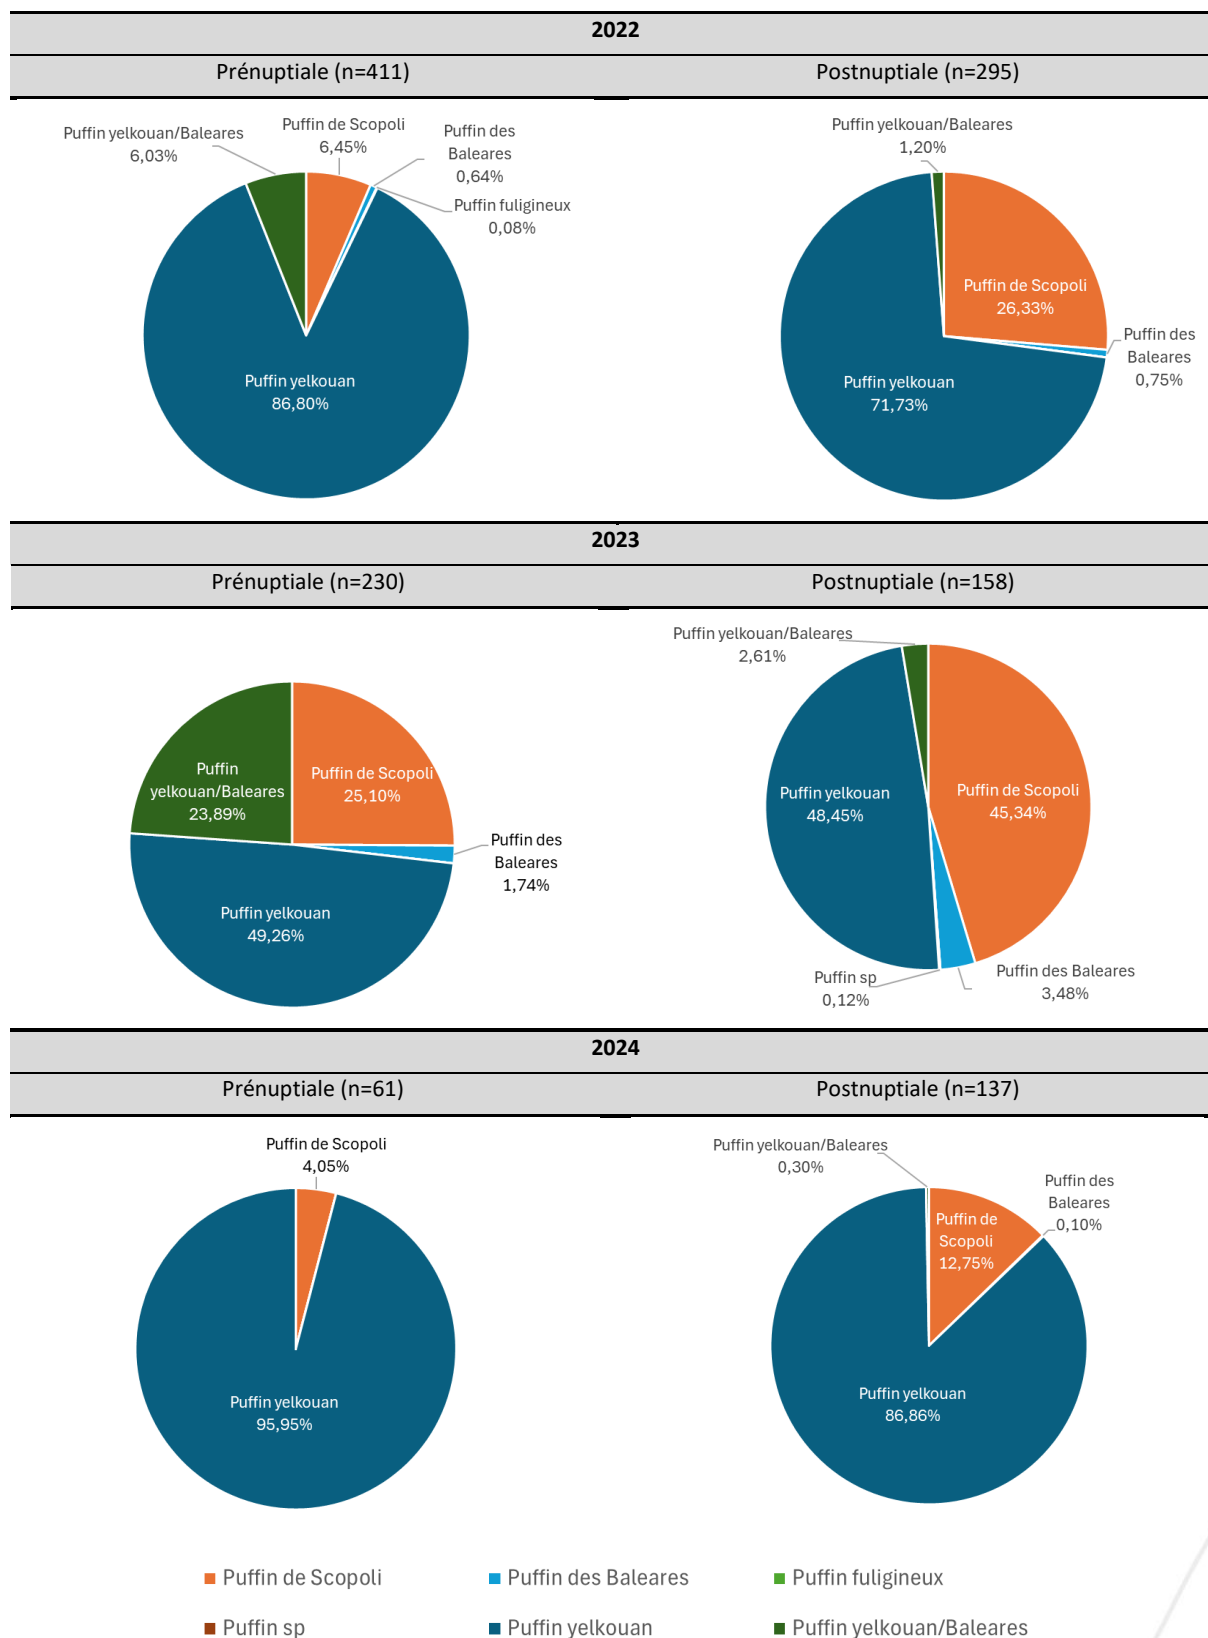 2022
Prénuptiale (n=411)
Postnuptiale (n=295)
Puffin yelkouan/Baleares
6,03%
Puffin de Scopoli
6,45%
Puffin des
Baleares
0,64%
Puffin fuligineux
0,08%
Puffin yelkouan
86,80%
Puffin yelkouan/Baleares
1,20%
Puffin de Scopoli
26,33%
Puffin des
Baleares
0,75%
Puffin yelkouan
71,73%
2023
Prénuptiale (n=230)
Postnuptiale (n=158)
Puffin
yelkouan/Baleares
23,89%
Puffin de Scopoli
25,10%
Puffin des
Baleares
1,74%
Puffin yelkouan
49,26%
Puffin yelkouan/Baleares
2,61%
Puffin yelkouan
48,45%
Puffin de Scopoli
45,34%
Puffin sp
0,12%
Puffin des Baleares
3,48%
2024
Prénuptiale (n=61)
Postnuptiale (n=137)
Puffin de Scopoli
4,05%
Puffin yelkouan
95,95%
Puffin yelkouan/Baleares
0,30%
Puffin des
Baleares
0,10%
Puffin de
Scopoli
12,75%
Puffin yelkouan
86,86%
Puffin de Scopoli
Puffin des Baleares
Puffin fuligineux
Puffin sp
Puffin yelkouan
Puffin yelkouan/Baleares